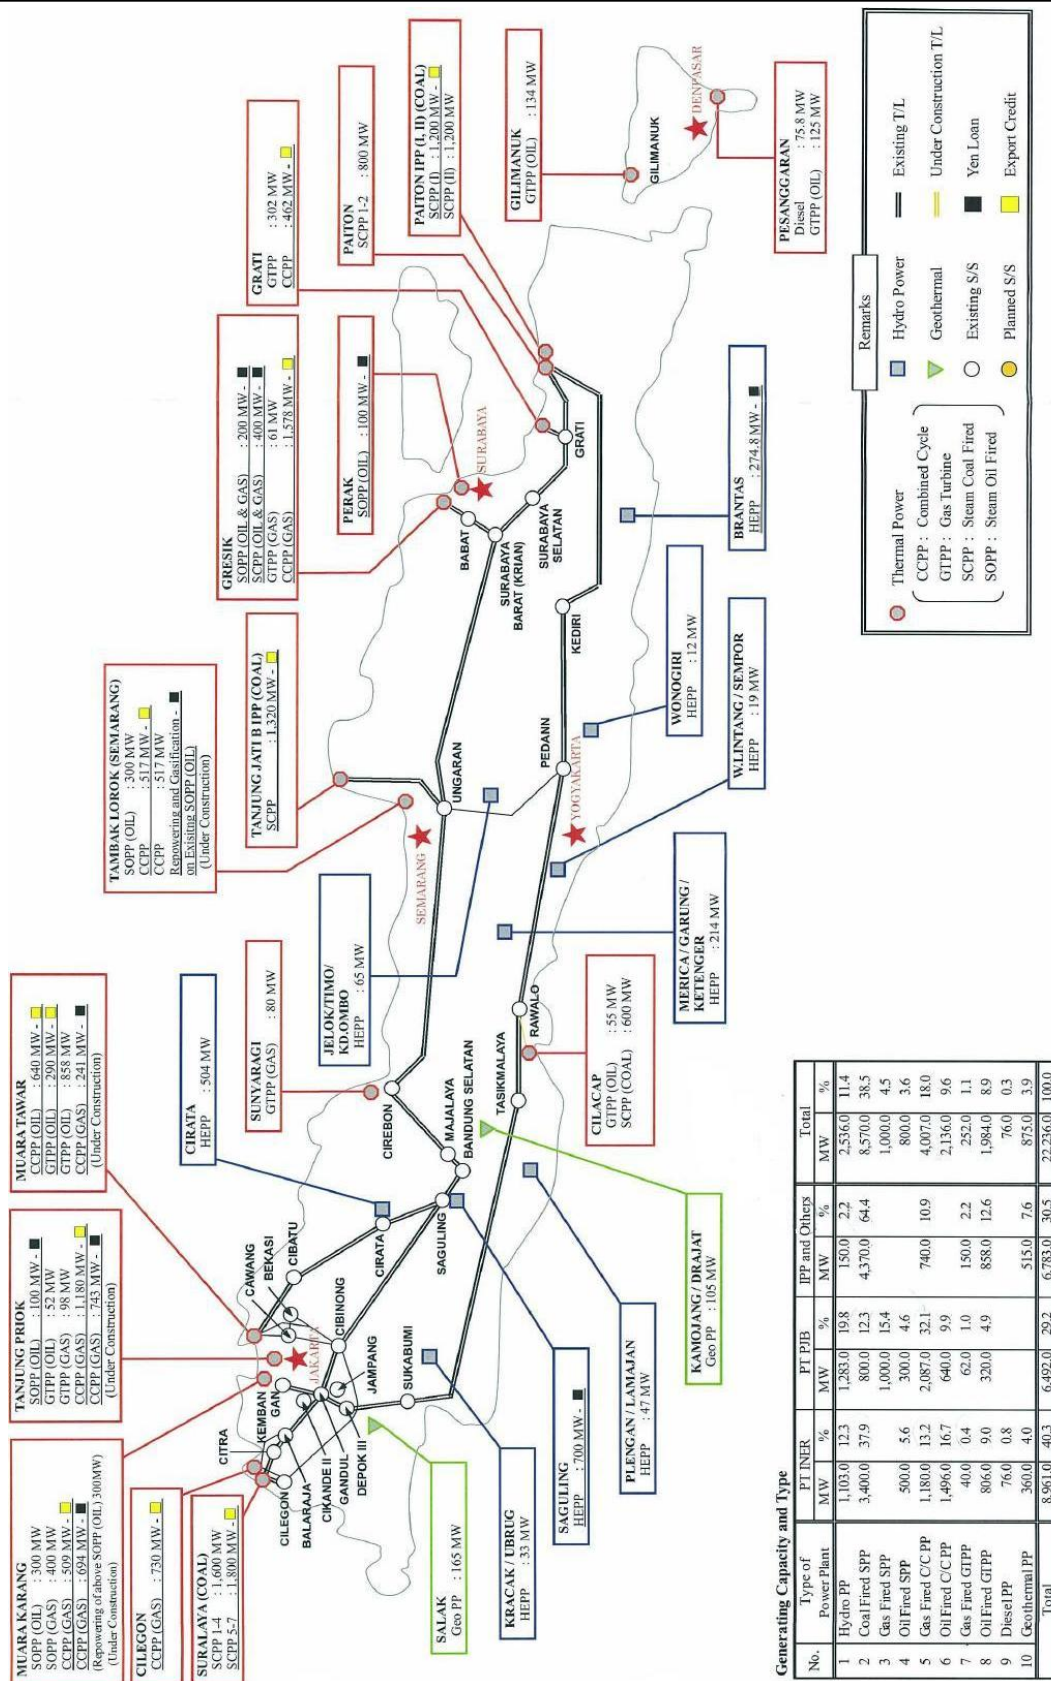 MUARA KARANG
SOPP (OIL) : 300 MW
SOPP (GAS) : 400 MW
CCPP (GAS) : 509 MW -
CCPP (GAS) : 694 MW -
(Repowering of above SOPP (OIL) 300MW)
(Under Construction)
TANJUNG PRIOK
SOPP (OIL) : 100 MW -
GTPP (OIL) : 52 MW
GTPP (GAS) : 98 MW
CCPP (GAS) : 1,180 MW -
CCPP (GAS) : 743 MW -
(Under Construction)
MUARA TAWAR
CCPP (OIL) : 640 MW -
GTPP (OIL) : 290 MW -
GTPP (OIL) : 858 MW
CCPP (GAS) : 241 MW -
(Under Construction)
TAMBAK LOROK (SEMARANG)
SOPP (OIL) : 300 MW
CCPP : 517 MW -
CCPP : 517 MW
Repowering and Gasification -
on Exisitng SOPP (OIL)
(Under Construction)
GRESIK
SOPP (OIL & GAS) : 200 MW -
SCPP (OIL & GAS) : 400 MW -
GTPP (GAS) : 61 MW
CCPP (GAS) : 1,578 MW -
GRATI
GTPP : 302 MW
CCPP : 462 MW -
CILEGON
CCPP (GAS) : 730 MW -
SURALAYA (COAL)
SCPP 1-4 : 1,600 MW
SCPP 5-7 : 1,800 MW -
CIRATA
HEPP : 504 MW
SUNYARAGI
GTPP (GAS) : 80 MW
TANJUNG JATI B IPP (COAL)
SCPP : 1,320 MW -
PERAK
SOPP (OIL) : 100 MW -
PAITON
SCPP 1-2 : 800 MW
PAITON IPP (I, II) (COAL)
SCPP (I) : 1,200 MW -
SCPP (II) : 1,200 MW
JELOK/TIMO/
KD.OMBO
HEPP : 65 MW
GILIMANUK
GTPP (OIL) : 134 MW
CITRA
KEMBAN
GAN
JAKARTA
CAWANG
BEKASI
CIBATU
CILEGON
BALARAJA
CIKANDE II
GANDUL
DEPOK III
JAMPANG
CIBINONG
SUKABUMI
CIRATA
SAGULING
CIREBON
MAJALAYA
BANDUNG SELATAN
TASIKMALAYA
RAWALO
SEMARANG
UNGARAN
YOGYAKARTA
PEDANN
KEDIRI
BABAT
SURABAYA
SURABAYA
BARAT (KRIAN)
SURABAYA
SELATAN
GRATI
GILIMANUK
DENPASAR
SALAK
Geo PP : 165 MW
KRACAK / UBRUG
HEPP : 33 MW
SAGULING
HEPP : 700 MW -
PLENGAN / LAMAJAN
HEPP : 47 MW
KAMOJANG / DRAJAT
Geo PP : 105 MW
CILACAP
GTPP (OIL) : 55 MW
SCPP (COAL) : 600 MW
MERICA / GARUNG /
KETENGER
HEPP : 214 MW
W.LINTANG / SEMPOR
HEPP : 19 MW
WONOGIRI
HEPP : 12 MW
BRANTAS
HEPP : 274.8 MW -
PESANGGARAN
Diesel : 75.8 MW
GTPP (OIL) : 125 MW
Generating Capacity and Type
No. Type of Power Plant PT INER PT PJB IPP and Others Total
MW % MW % MW % MW %
1 Hydro PP 1,103.0 12.3 1,283.0 19.8 150.0 2.2 2,536.0 11.4
2 Coal Fired SPP 3,400.0 37.9 800.0 12.3 4,370.0 64.4 8,570.0 38.5
3 Gas Fired SPP 1,000.0 15.4 1,000.0 4.5
4 Oil Fired SPP 500.0 5.6 300.0 4.6 800.0 3.6
5 Gas Fired C/C PP 1,180.0 13.2 2,087.0 32.1 740.0 10.9 4,007.0 18.0
6 Oil Fired C/C PP 1,496.0 16.7 640.0 9.9 2,136.0 9.6
7 Gas Fired GTPP 40.0 0.4 62.0 1.0 150.0 2.2 252.0 1.1
8 Oil Fired GTPP 806.0 9.0 320.0 4.9 858.0 12.6 1,984.0 8.9
9 Diesel PP 76.0 0.8 76.0 0.3
10 Geothermal PP 360.0 4.0 515.0 7.6 875.0 3.9
Total 8,961.0 40.3 6,492.0 29.2 6,783.0 30.5 22,236.0 100.0
Remarks
Thermal Power
CCPP : Combined Cycle
GTPP : Gas Turbine
SCPP : Steam Coal Fired
SOPP : Steam Oil Fired
Hydro Power
Geothermal
Existing S/S
Planned S/S
Existing T/L
Under Construction T/L
Yen Loan
Export Credit